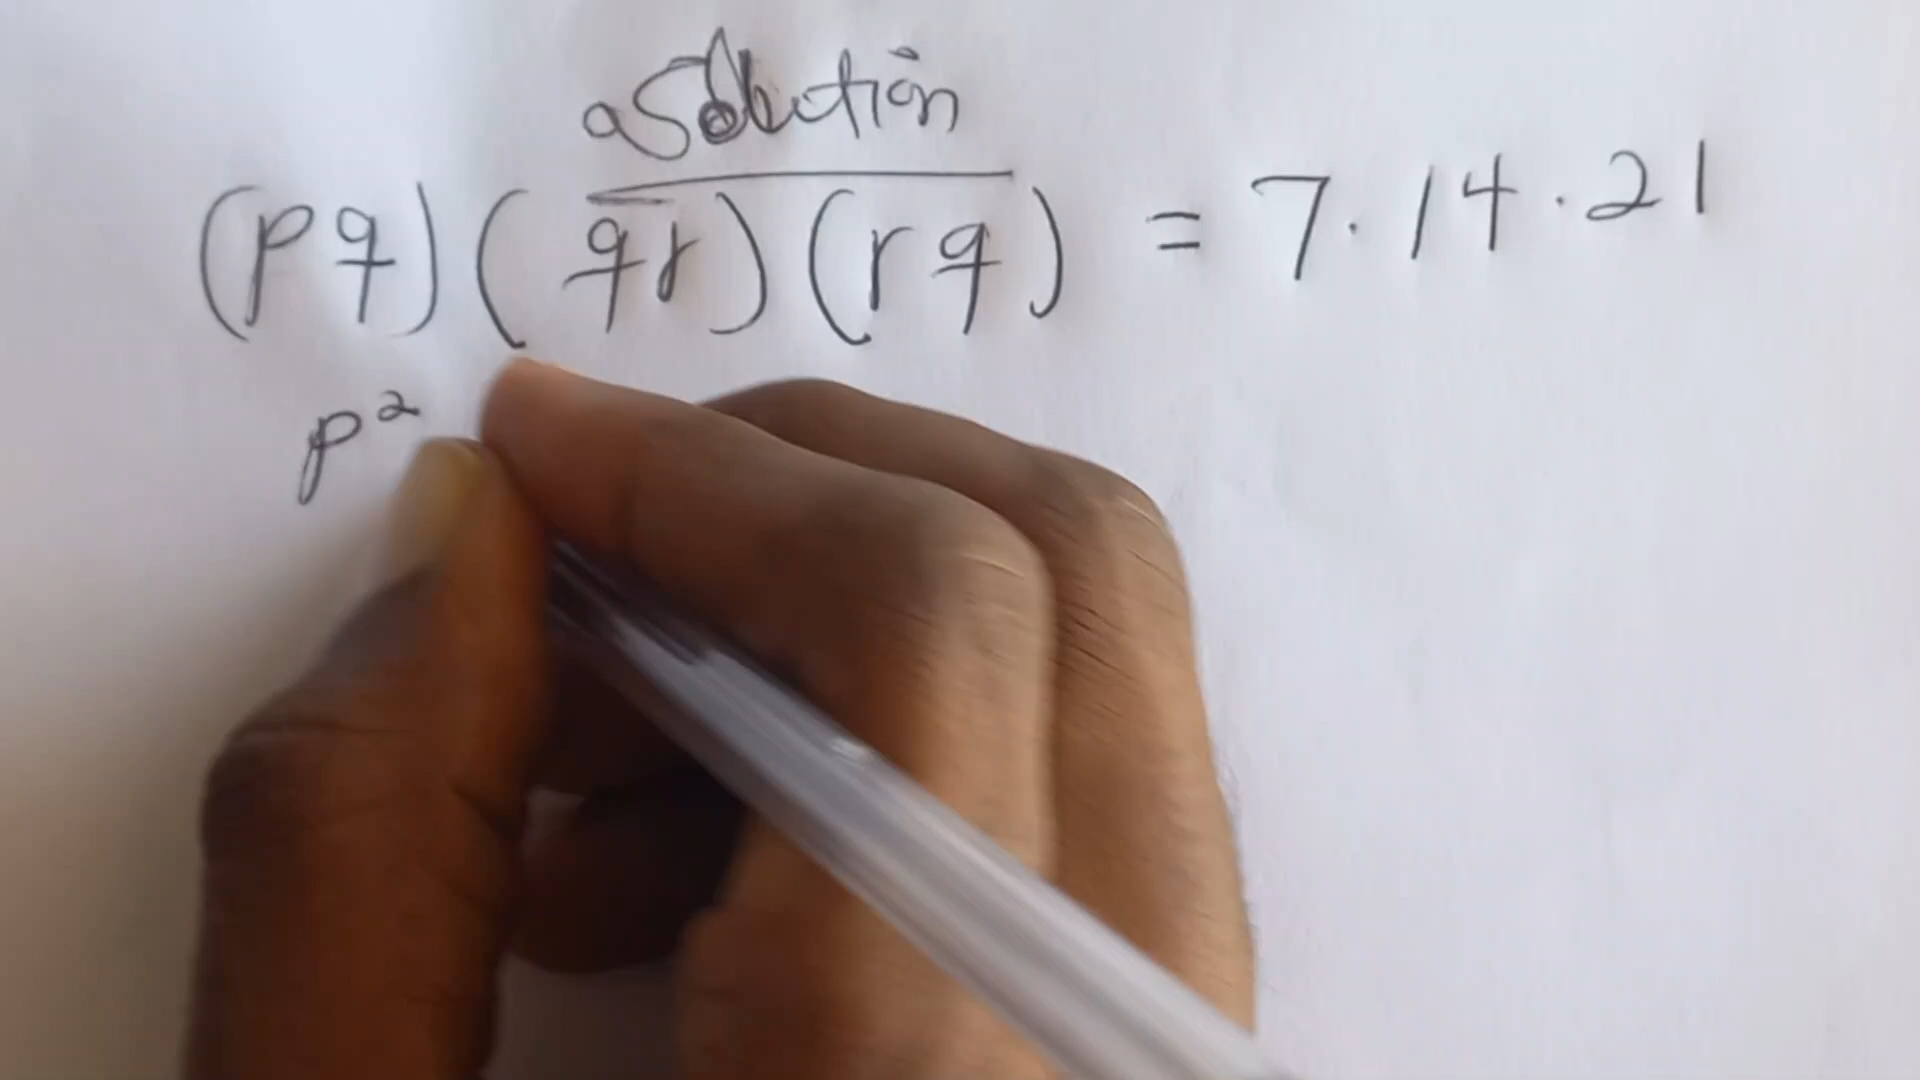 Solution
(pq)(qr)(rq) = 7.14.21
p²